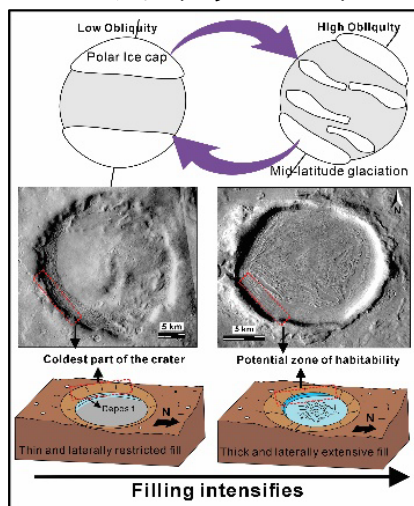 Low Obliquity
High Obliquity
Polar Ice cap
Mid-latitude glaciation
5 km
5 km
Coldest part of the crater
Potential zone of habitability
N
N
Thin and laterally restricted fill
Thick and laterally extensive fill
Filling intensifies